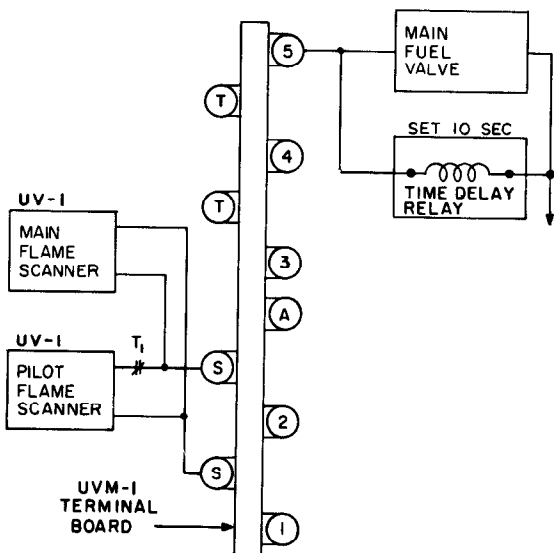 5
MAIN
FUEL
VALVE
T
SET 10 SEC
4
TIME DELAY
RELAY
UV-1
T
MAIN
FLAME
SCANNER
3
A
UV-1
T1
PILOT
FLAME
SCANNER
S
2
S
UVM-1
TERMINAL
BOARD
1